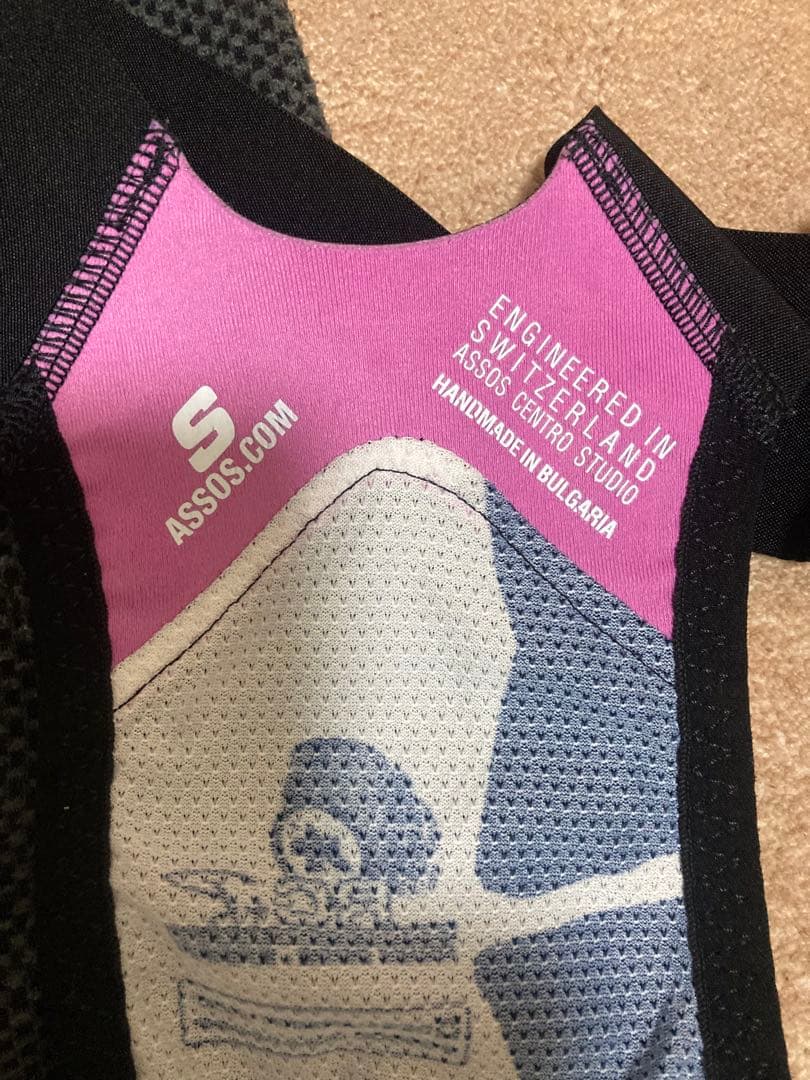 S
ASSOS.COM
ENGINEERED IN
SWITZERLAND
ASSOS CENTRO STUDIO
HANDMADE IN BULGARIA